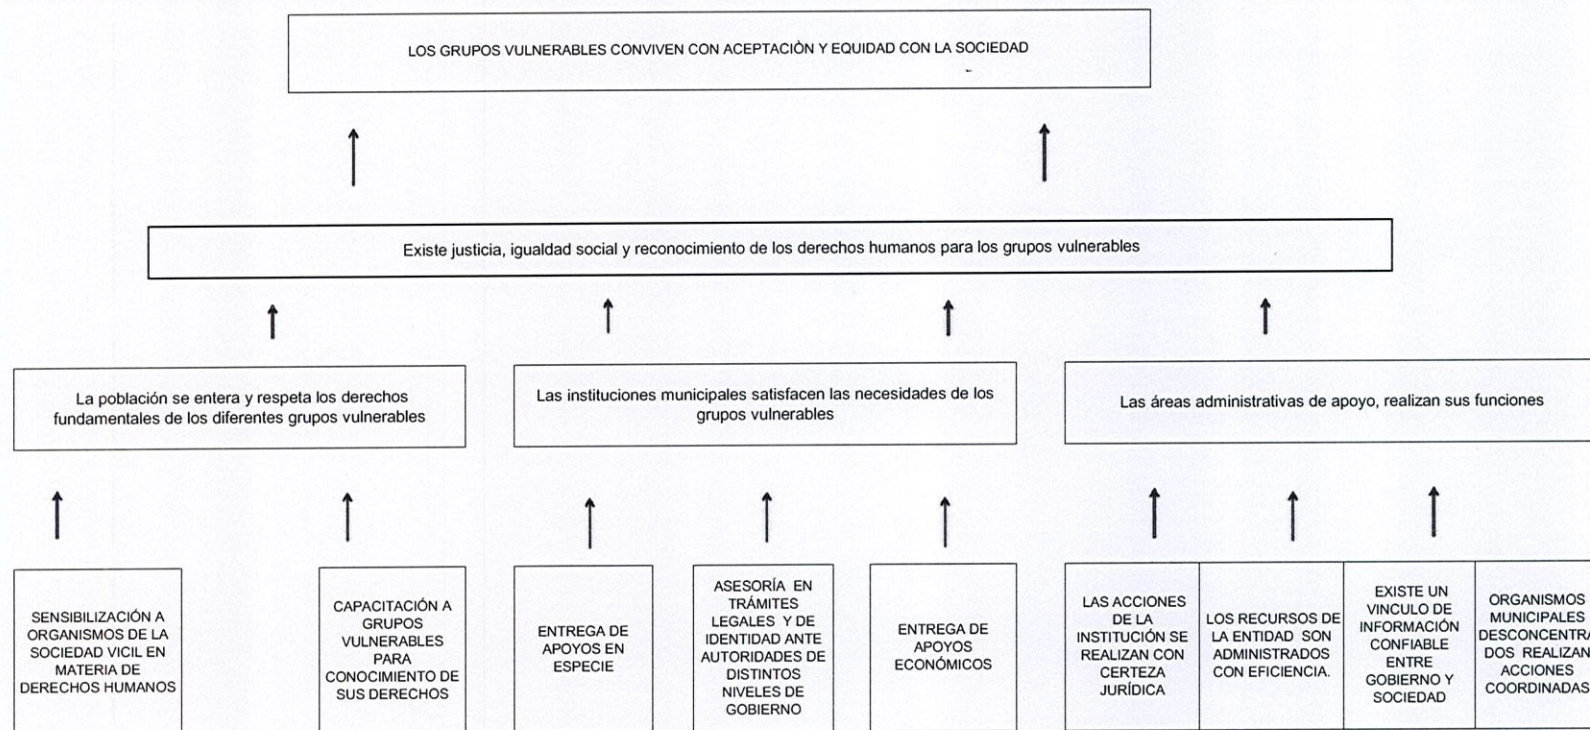 LOS GRUPOS VULNERABLES CONVIVEN CON ACEPTACIÒN Y EQUIDAD CON LA SOCIEDAD
Existe justicia, igualdad social y reconocimiento de los derechos humanos para los grupos vulnerables
La población se entera y respeta los derechos
fundamentales de los diferentes grupos vulnerables
Las instituciones municipales satisfacen las necesidades de los
grupos vulnerables
Las áreas administrativas de apoyo, realizan sus funciones
SENSIBILIZACIÓN A
ORGANISMOS DE LA
SOCIEDAD VICIL EN
MATERIA DE
DERECHOS HUMANOS
CAPACITACIÓN A
GRUPOS
VULNERABLES
PARA
CONOCIMIENTO DE
SUS DERECHOS
ENTREGA DE
APOYOS EN
ESPECIE
ASESORÍA EN
TRÁMITES
LEGALES Y DE
IDENTIDAD ANTE
AUTORIDADES DE
DISTINTOS
NIVELES DE
GOBIERNO
ENTREGA DE
APOYOS
ECONÓMICOS
LAS ACCIONES
DE LA
INSTITUCIÓN SE
REALIZAN CON
CERTEZA
JURÍDICA
LOS RECURSOS DE
LA ENTIDAD SON
ADMINISTRADOS
CON EFICIENCIA.
EXISTE UN
VINCULO DE
INFORMACIÓN
CONFIABLE
ENTRE
GOBIERNO Y
SOCIEDAD
ORGANISMOS
MUNICIPALES
DESCONCENTRA
DOS REALIZAN
ACCIONES
COORDINADAS